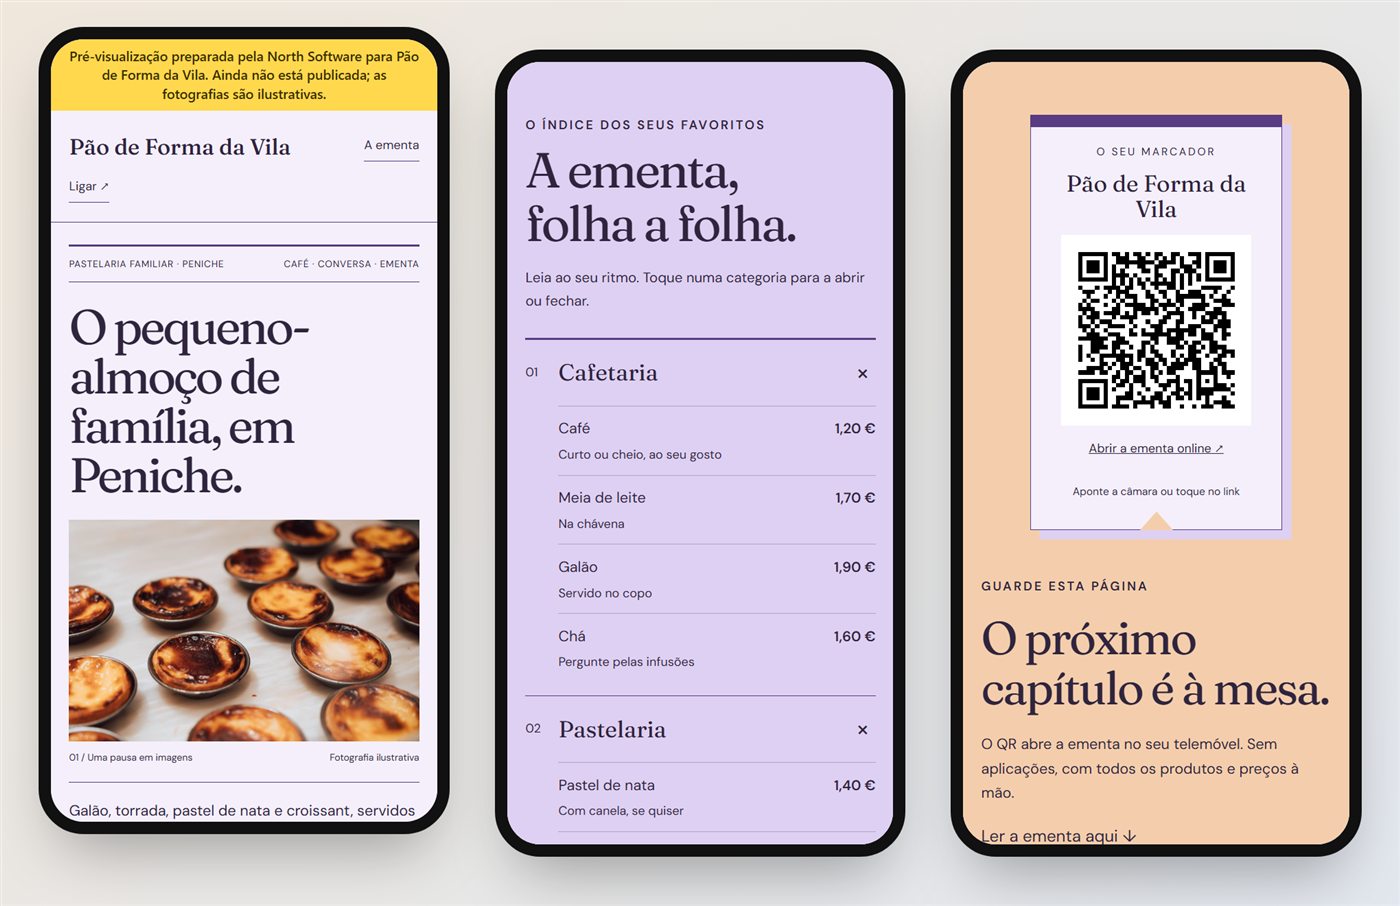 Pré-visualização preparada pela North Software para Pão
de Forma da Vila. Ainda não está publicada; as
fotografias são ilustrativas.
Pão de Forma da Vila
A ementa
Ligar ↗
PASTELARIA FAMILIAR · PENICHE
CAFÉ · CONVERSA · EMENTA
O pequeno-
almoço de
família, em
Peniche.
01 / Uma pausa em imagens
Fotografia ilustrativa
Galão, torrada, pastel de nata e croissant, servidos
O ÍNDICE DOS SEUS FAVORITOS
A ementa,
folha a folha.
Leia ao seu ritmo. Toque numa categoria para a abrir
ou fechar.
01 Cafetaria ×
Café 1,20 €
Curto ou cheio, ao seu gosto
Meia de leite 1,70 €
Na chávena
Galão 1,90 €
Servido no copo
Chá 1,60 €
Pergunte pelas infusões
02 Pastelaria ×
Pastel de nata 1,40 €
Com canela, se quiser
O SEU MARCADOR
Pão de Forma da
Vila
Abrir a ementa online ↗
Aponte a câmara ou toque no link
GUARDE ESTA PÁGINA
O próximo
capítulo é à mesa.
O QR abre a ementa no seu telemóvel. Sem
aplicações, com todos os produtos e preços à
mão.
Ler a ementa aqui ↓